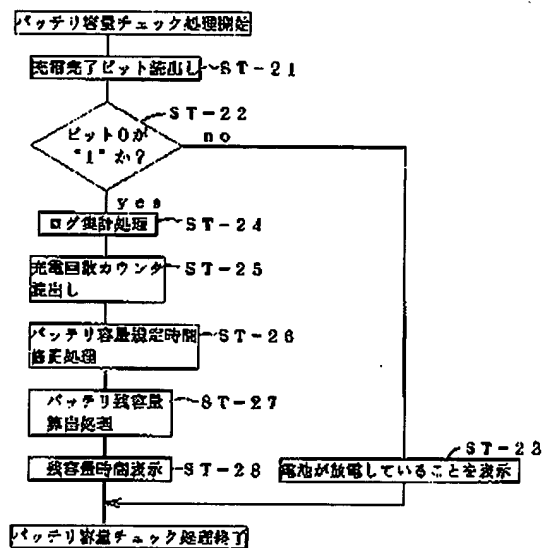 バッテリ容量チェック処理開始
充電完了ビット読出し
ST-21
ST-22
ビット0が
"1"か?
no
yes
ログ集計処理
ST-24
充電回数カウンタ
読出し
ST-25
バッテリ容量設定時間
修正処理
ST-26
バッテリ残容量
算出処理
ST-27
ST-23
残容量時間表示
ST-28
電池が放電していることを表示
バッテリ容量チェック処理終了